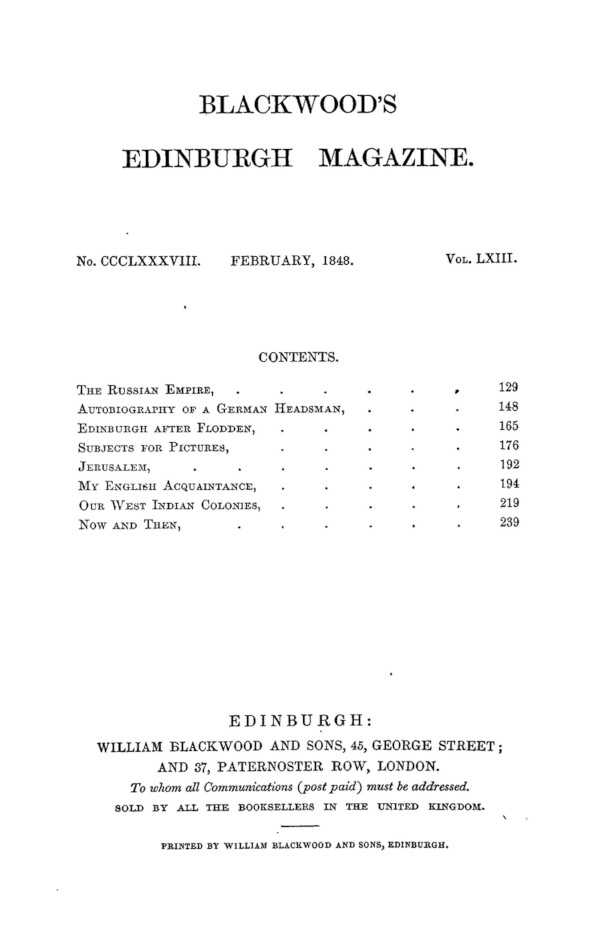 BLACKWOOD'S
EDINBURGH MAGAZINE.
No. CCCLXXXVIII. FEBRUARY, 1848. VOL. LXIII.
CONTENTS.
THE RUSSIAN EMPIRE, . . . . . . 129
AUTOBIOGRAPHY OF A GERMAN HEADSMAN, . . . 148
EDINBURGH AFTER FLODDEN, . . . . . 165
SUBJECTS FOR PICTURES, . . . . . 176
JERUSALEM, . . . . . . . 192
MY ENGLISH ACQUAINTANCE, . . . . . 194
OUR WEST INDIAN COLONIES, . . . . . 219
NOW AND THEN, . . . . . . 239
EDINBURGH:
WILLIAM BLACKWOOD AND SONS, 45, GEORGE STREET;
AND 37, PATERNOSTER ROW, LONDON.
To whom all Communications (post paid) must be addressed.
SOLD BY ALL THE BOOKSELLERS IN THE UNITED KINGDOM.
PRINTED BY WILLIAM BLACKWOOD AND SONS, EDINBURGH.